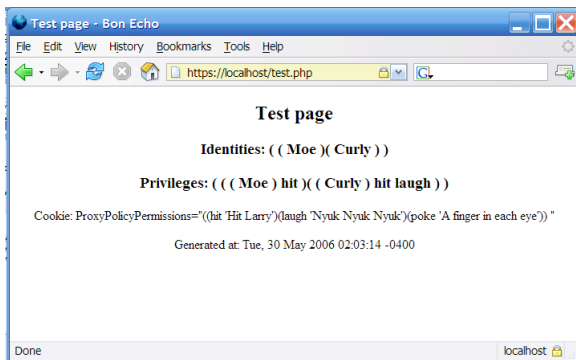 Test page - Bon Echo
File Edit View History Bookmarks Tools Help
https://localhost/test.php G
Test page
Identities: ( ( Moe )( Curly ) )
Privileges: ( ( ( Moe ) hit )( ( Curly ) hit laugh ) )
Cookie: ProxyPolicyPermissions="((hit 'Hit Larry')(laugh 'Nyuk Nyuk Nyuk')(poke 'A finger in each eye')) "
Generated at: Tue, 30 May 2006 02:03:14 -0400
Done localhost